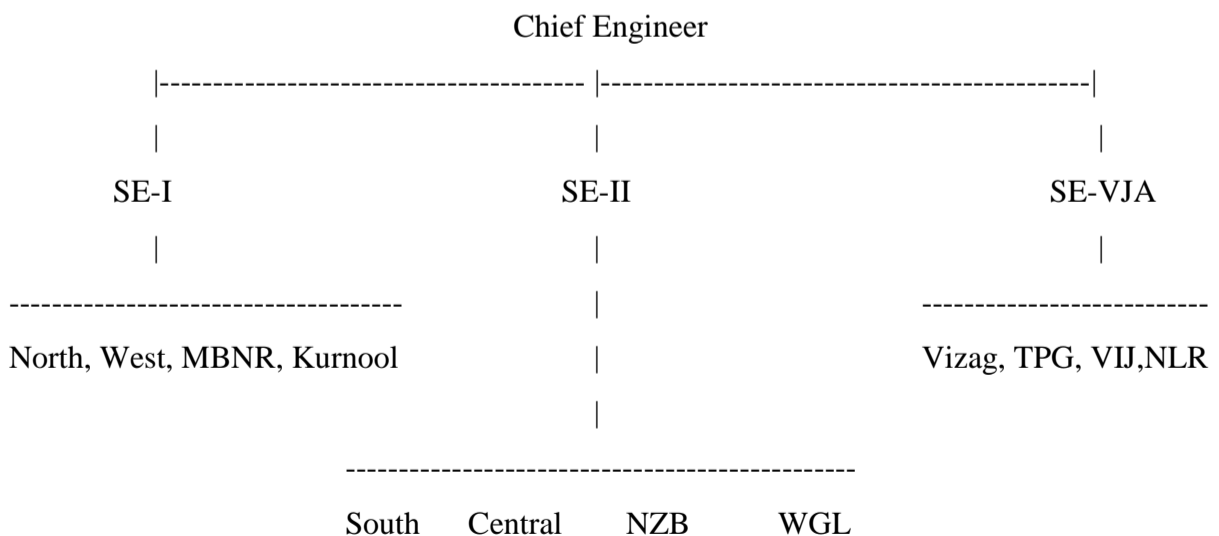 Chief Engineer
SE-I SE-II SE-VJA
North, West, MBNR, Kurnool Vizag, TPG, VIJ,NLR
South Central NZB WGL